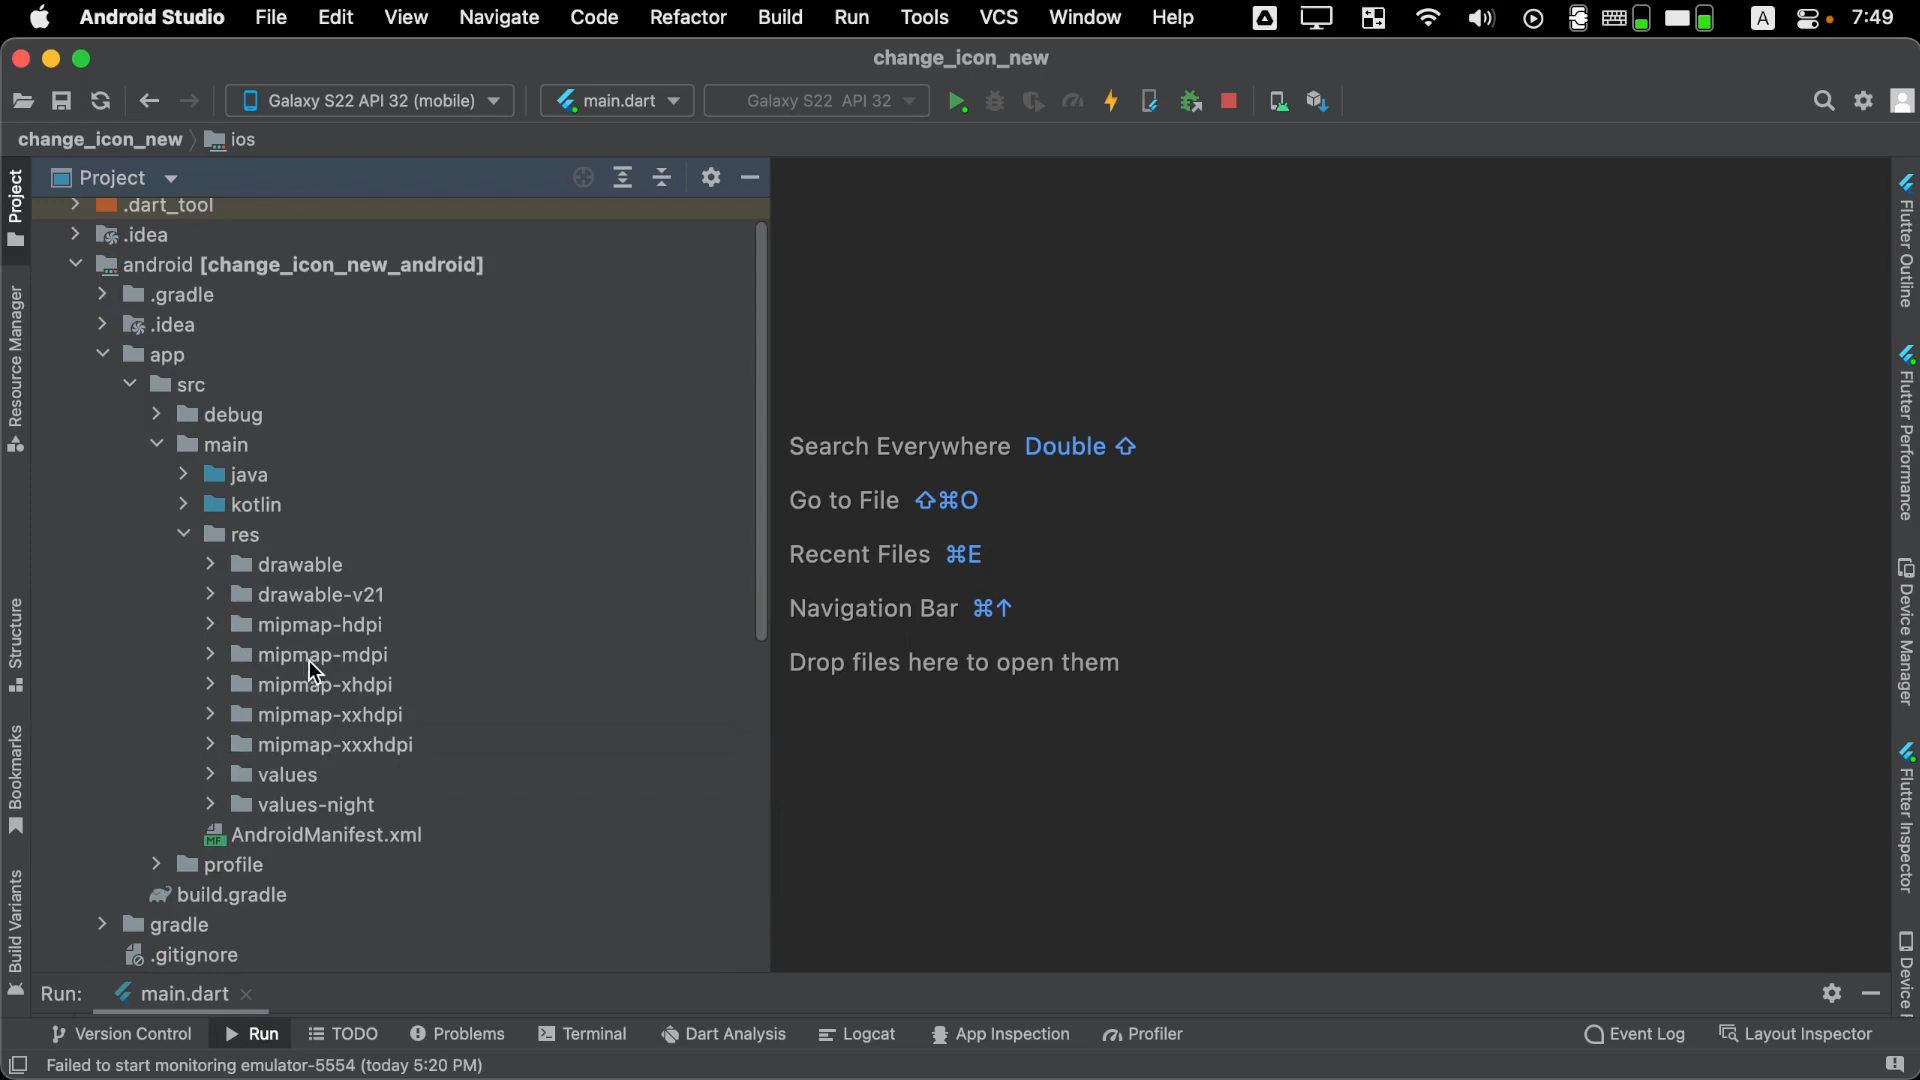 Android Studio File Edit View Navigate Code Refactor Build Run Tools VCS Window Help A 7:49
change_icon_new
Galaxy S22 API 32 (mobile) main.dart Galaxy S22 API 32
change_icon_new ios
Project
.dart_tool
.idea
android [change_icon_new_android]
.gradle
.idea
app
src
debug
main
java
kotlin
res
drawable
drawable-v21
mipmap-hdpi
mipmap-mdpi
mipmap-xhdpi
mipmap-xxhdpi
mipmap-xxxhdpi
values
values-night
MF AndroidManifest.xml
profile
build.gradle
gradle
.gitignore
Project
Resource Manager
Structure
Bookmarks
Build Variants
Search Everywhere Double ⇧
Go to File ⇧⌘O
Recent Files ⌘E
Navigation Bar ⌘↑
Drop files here to open them
Flutter Outline
Flutter Performance
Device Manager
Flutter Inspector
Device F
Run: main.dart
Version Control Run TODO Problems Terminal Dart Analysis Logcat App Inspection Profiler Event Log Layout Inspector
Failed to start monitoring emulator-5554 (today 5:20 PM)